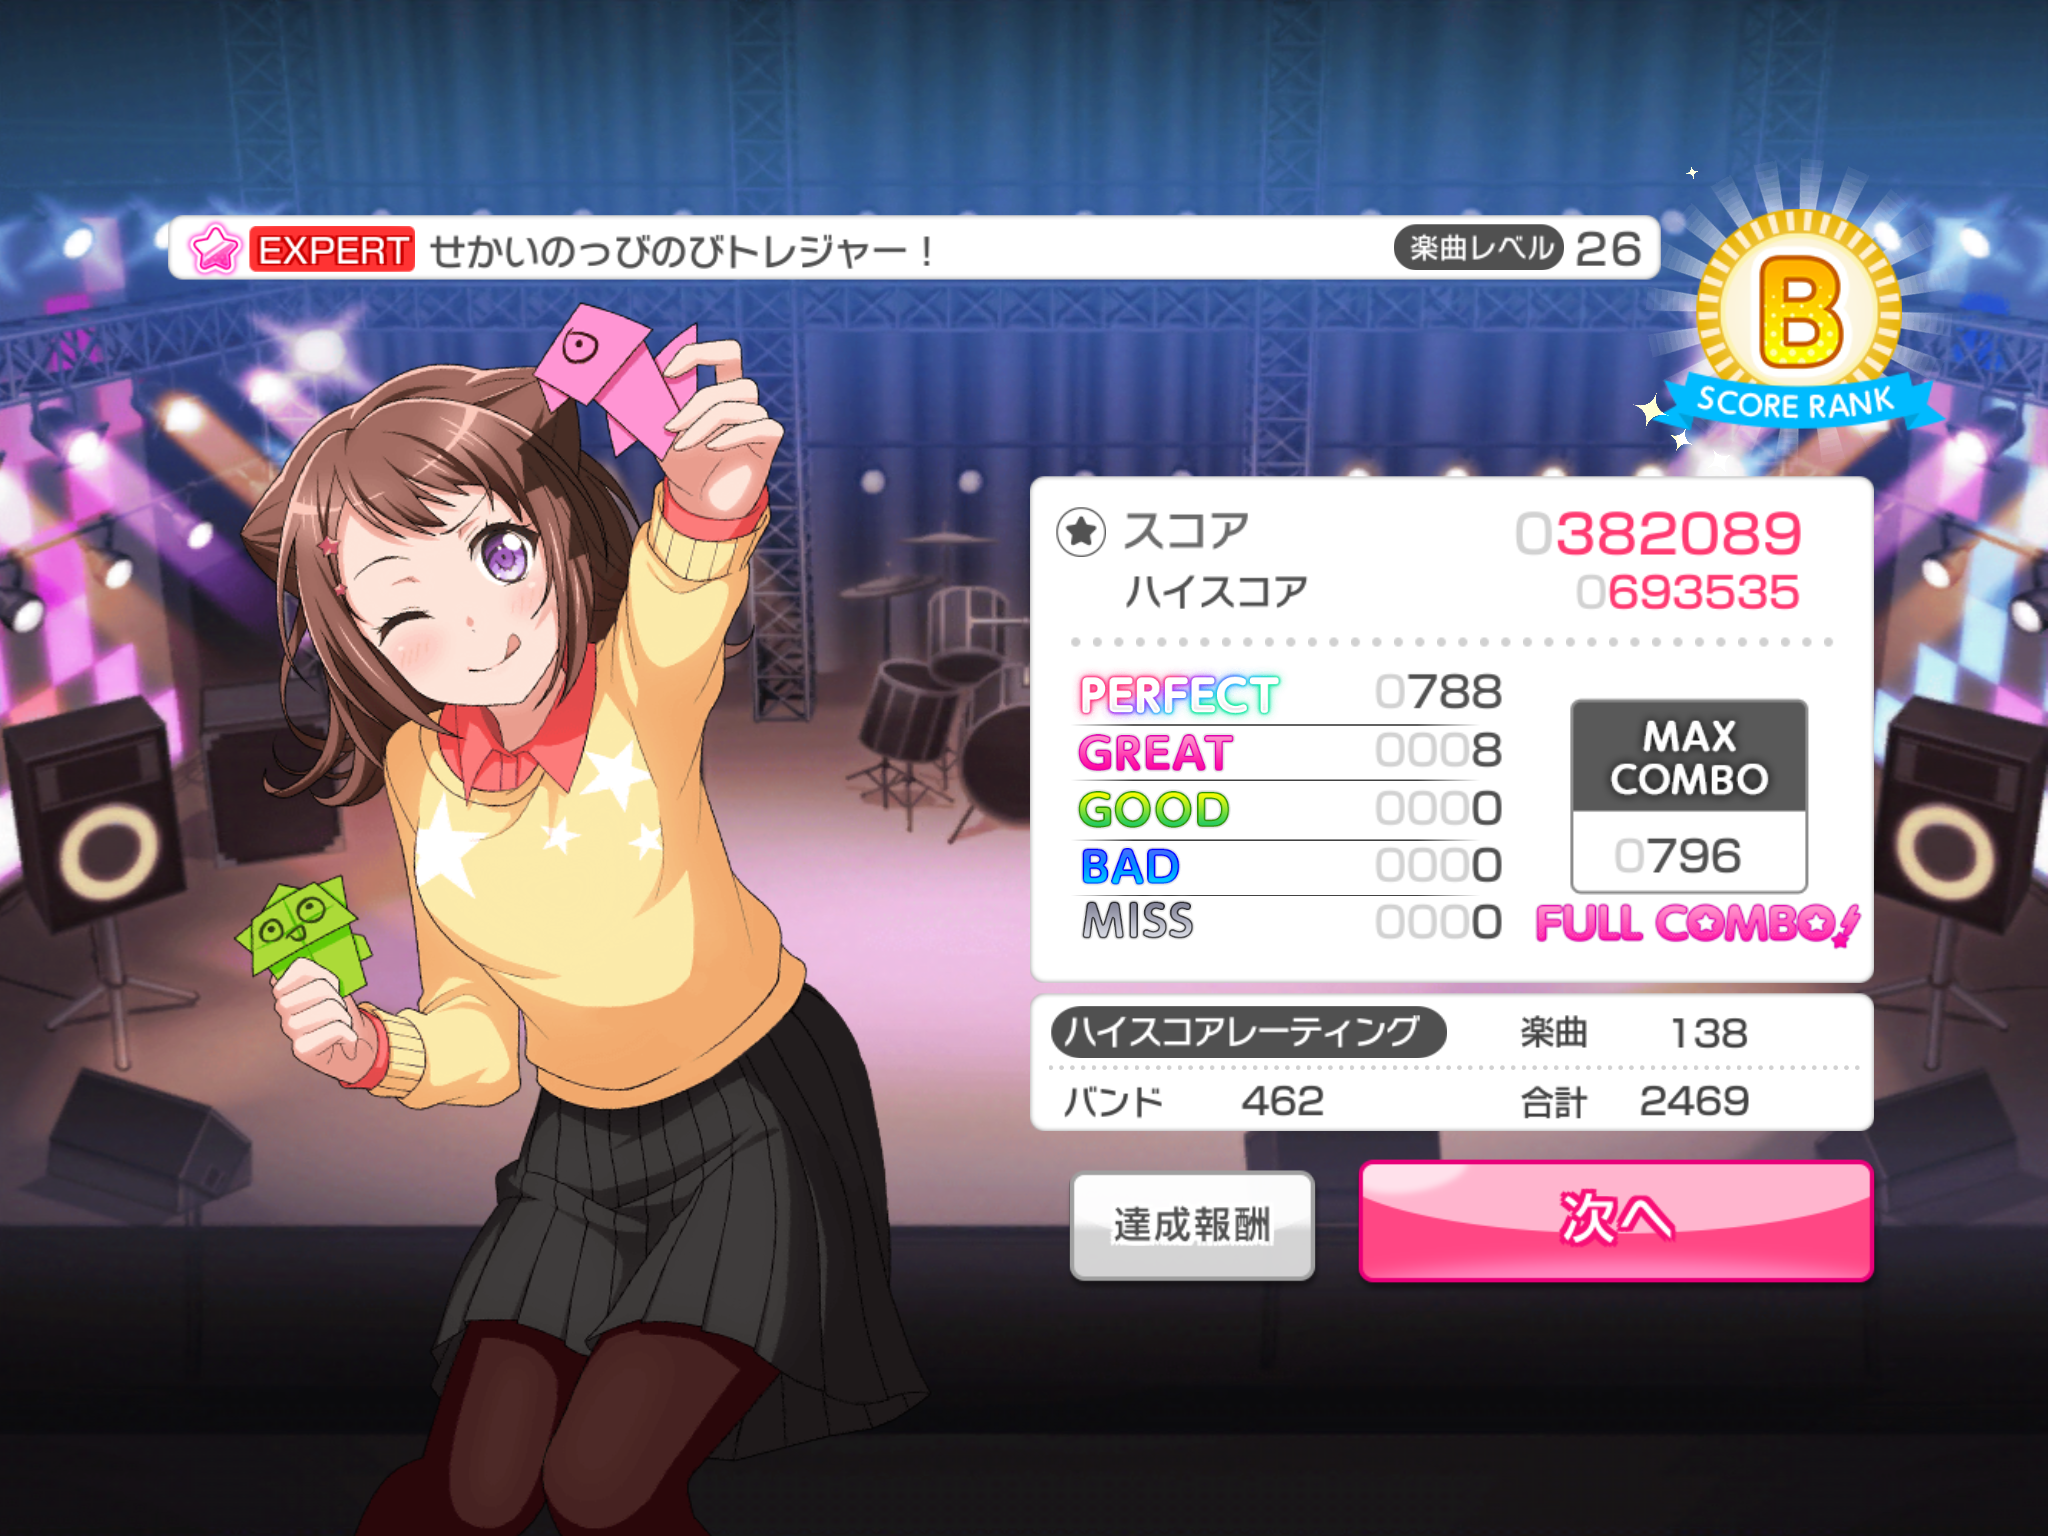 EXPERT せかいのっびのびトレジャー！ 楽曲レベル 26
B
SCORE RANK
スコア 0382089
ハイスコア 0693535
PERFECT 0788
GREAT 0008
GOOD 0000
BAD 0000
MISS 0000
MAX
COMBO
0796
FULL COMBO!
ハイスコアレーティング 楽曲 138
バンド 462 合計 2469
達成報酬 次へ